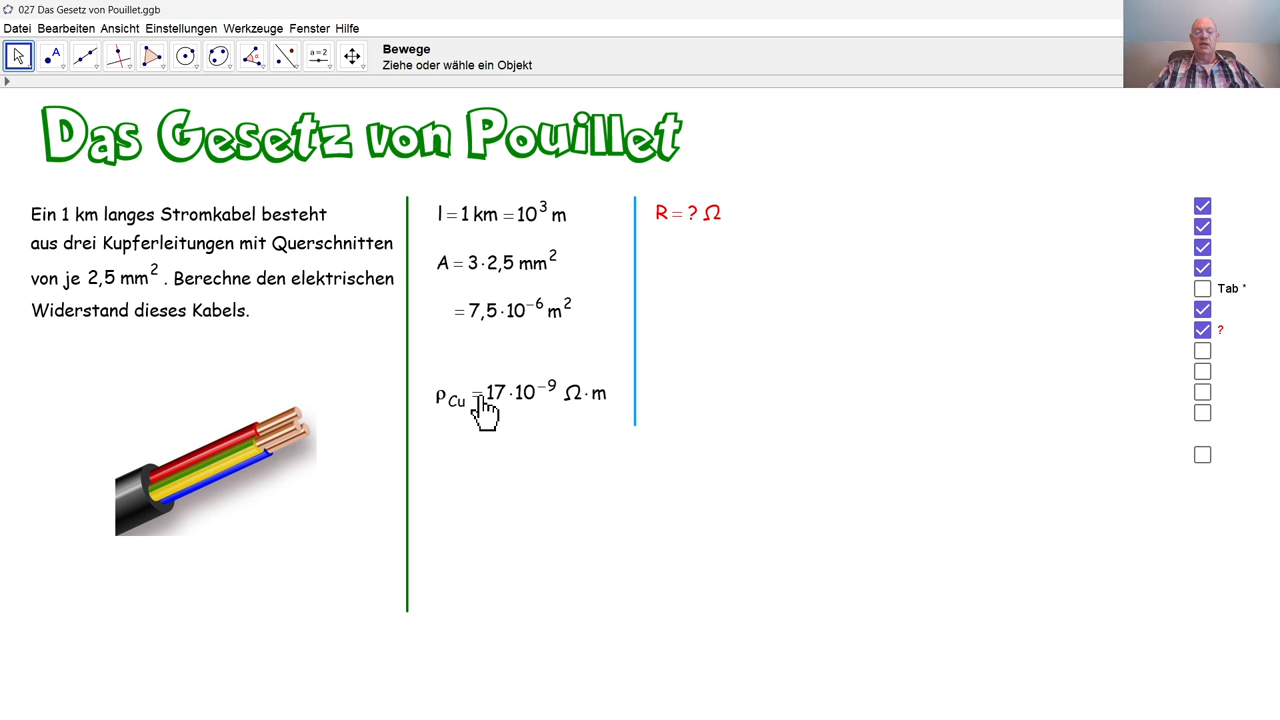 027 Das Gesetz von Pouillet.ggb
Datei Bearbeiten Ansicht Einstellungen Werkzeuge Fenster Hilfe
A
a=2
Bewege
Ziehe oder wähle ein Objekt
Das Gesetz von Pouillet
Ein 1 km langes Stromkabel besteht
aus drei Kupferleitungen mit Querschnitten
von je 2,5 mm² . Berechne den elektrischen
Widerstand dieses Kabels.
l = 1 km = 10³ m
A = 3 · 2,5 mm²
= 7,5 · 10⁻⁶ m²
ρ Cu = 17 · 10⁻⁹ Ω · m
R = ? Ω
Tab *
?